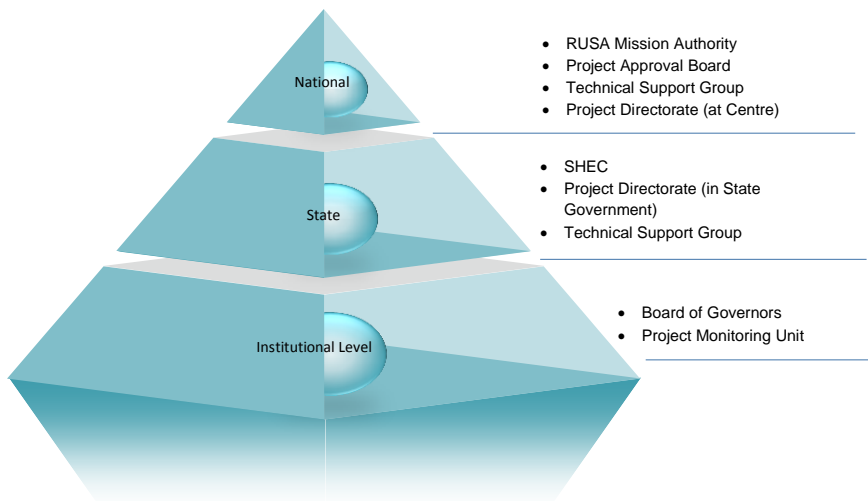 National
• RUSA Mission Authority
• Project Approval Board
• Technical Support Group
• Project Directorate (at Centre)
State
• SHEC
• Project Directorate (in State
Government)
• Technical Support Group
Institutional Level
• Board of Governors
• Project Monitoring Unit